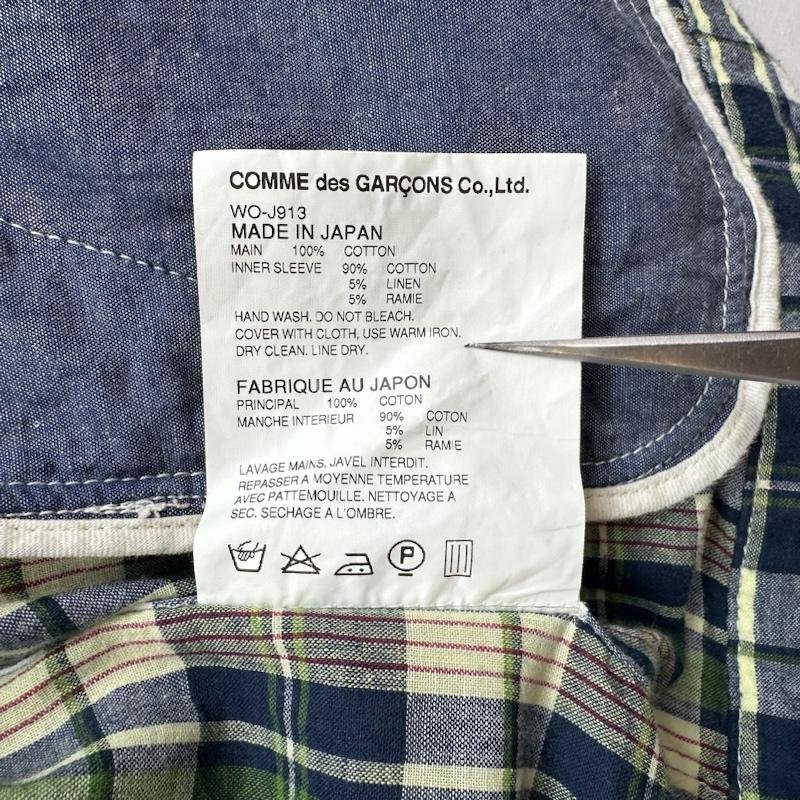 COMME des GARÇONS Co.,Ltd.
WO-J913
MADE IN JAPAN
MAIN 100% COTTON
INNER SLEEVE 90% COTTON
5% LINEN
5% RAMIE
HAND WASH. DO NOT BLEACH.
COVER WITH CLOTH, USE WARM IRON.
DRY CLEAN. LINE DRY.
FABRIQUE AU JAPON
PRINCIPAL 100% COTON
MANCHE INTERIEUR 90% COTON
5% LIN
5% RAMIE
LAVAGE MAINS. JAVEL INTERDIT.
REPASSER A MOYENNE TEMPERATURE
AVEC PATTEMOUILLE. NETTOYAGE A
SEC. SECHAGE A L'OMBRE.
P